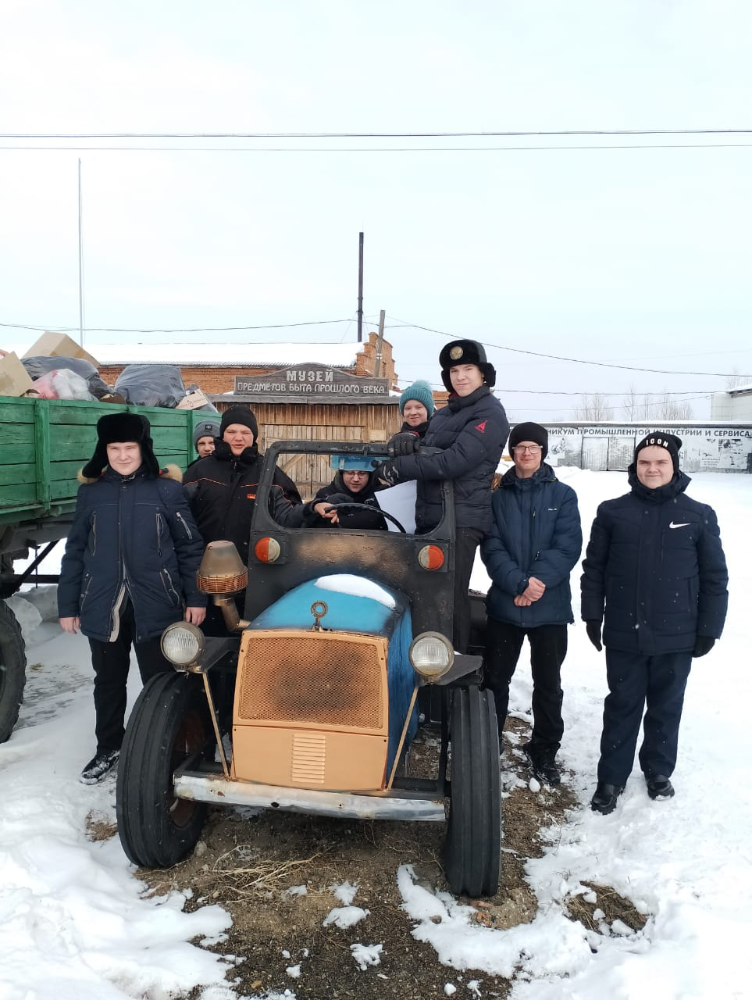 МУЗЕЙ
ПРЕДМЕТОВ БЫТА ПРОШЛОГО ВЕКА
НИКУМ ПРОМЫШЛЕННОЙ ИНДУСТРИИ И СЕРВИСА
ICON